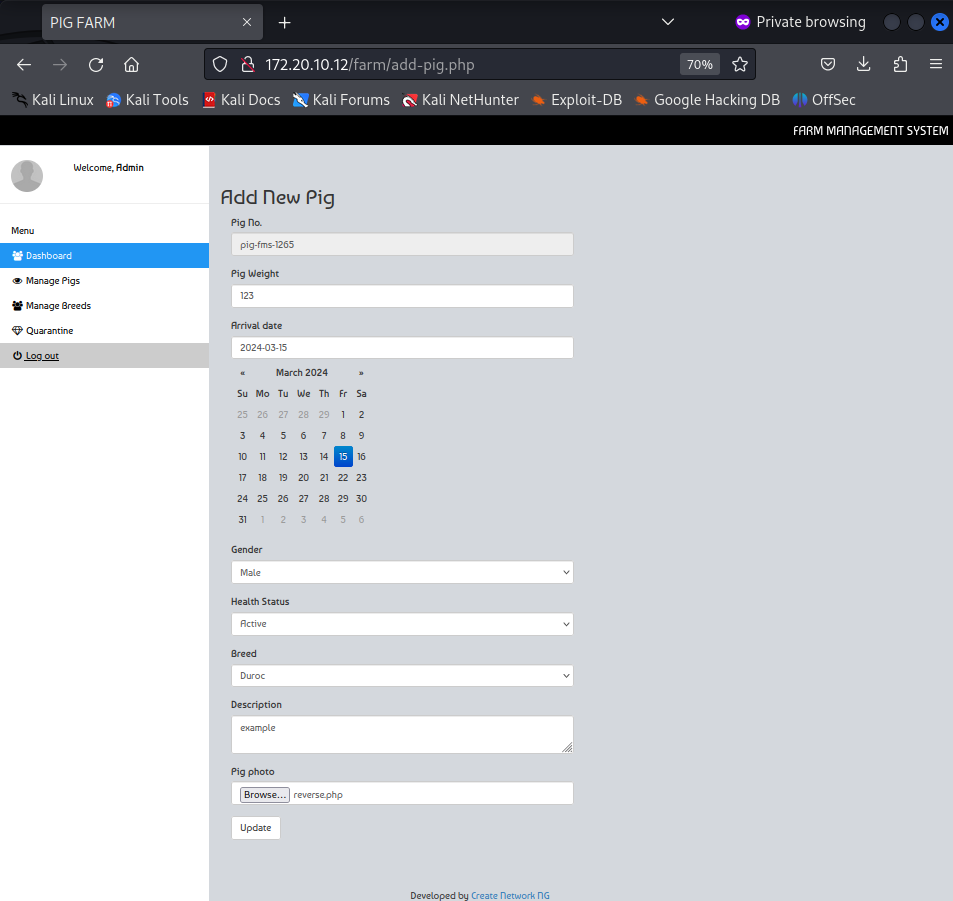 PIG FARM
Private browsing
172.20.10.12/farm/add-pig.php
70%
Kali Linux Kali Tools Kali Docs Kali Forums Kali NetHunter Exploit-DB Google Hacking DB OffSec
FARM MANAGEMENT SYSTEM
Welcome, Admin
Menu
Dashboard
Manage Pigs
Manage Breeds
Quarantine
Log out
Add New Pig
Pig No.
pig-fms-1265
Pig Weight
123
Arrival date
2024-03-15
« March 2024 »
Su Mo Tu We Th Fr Sa
25 26 27 28 29 1 2
3 4 5 6 7 8 9
10 11 12 13 14 15 16
17 18 19 20 21 22 23
24 25 26 27 28 29 30
31 1 2 3 4 5 6
Gender
Male
Health Status
Active
Breed
Duroc
Description
example
Pig photo
Browse... reverse.php
Update
Developed by Create Network NG